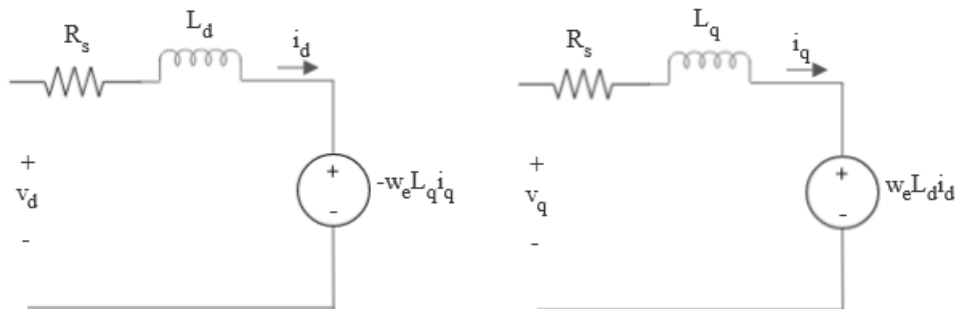 R_s
L_d
i_d
+
v_d
-
+
-
-w_eL_qi_q
R_s
L_q
i_q
+
v_q
-
+
-
w_eL_di_d